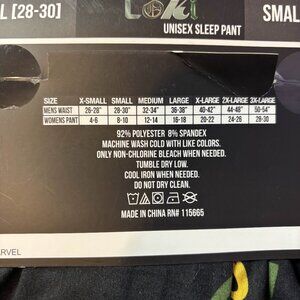 L [28-30]
LOKI
SMAL
UNISEX SLEEP PANT
SIZE X-SMALL SMALL MEDIUM LARGE X-LARGE 2X-LARGE 3X-LARGE
MENS WAIST 26-28" 28-30" 32-34" 36-38" 40-42" 44-48" 50-54"
WOMENS PANT 4-6 8-10 12-14 16-18 20-22 24-26 28-30
92% POLYESTER 8% SPANDEX
MACHINE WASH COLD WITH LIKE COLORS.
ONLY NON-CHLORINE BLEACH WHEN NEEDED.
TUMBLE DRY LOW.
COOL IRON WHEN NEEDED.
DO NOT DRY CLEAN.
MADE IN CHINA RN# 115665
RVEL